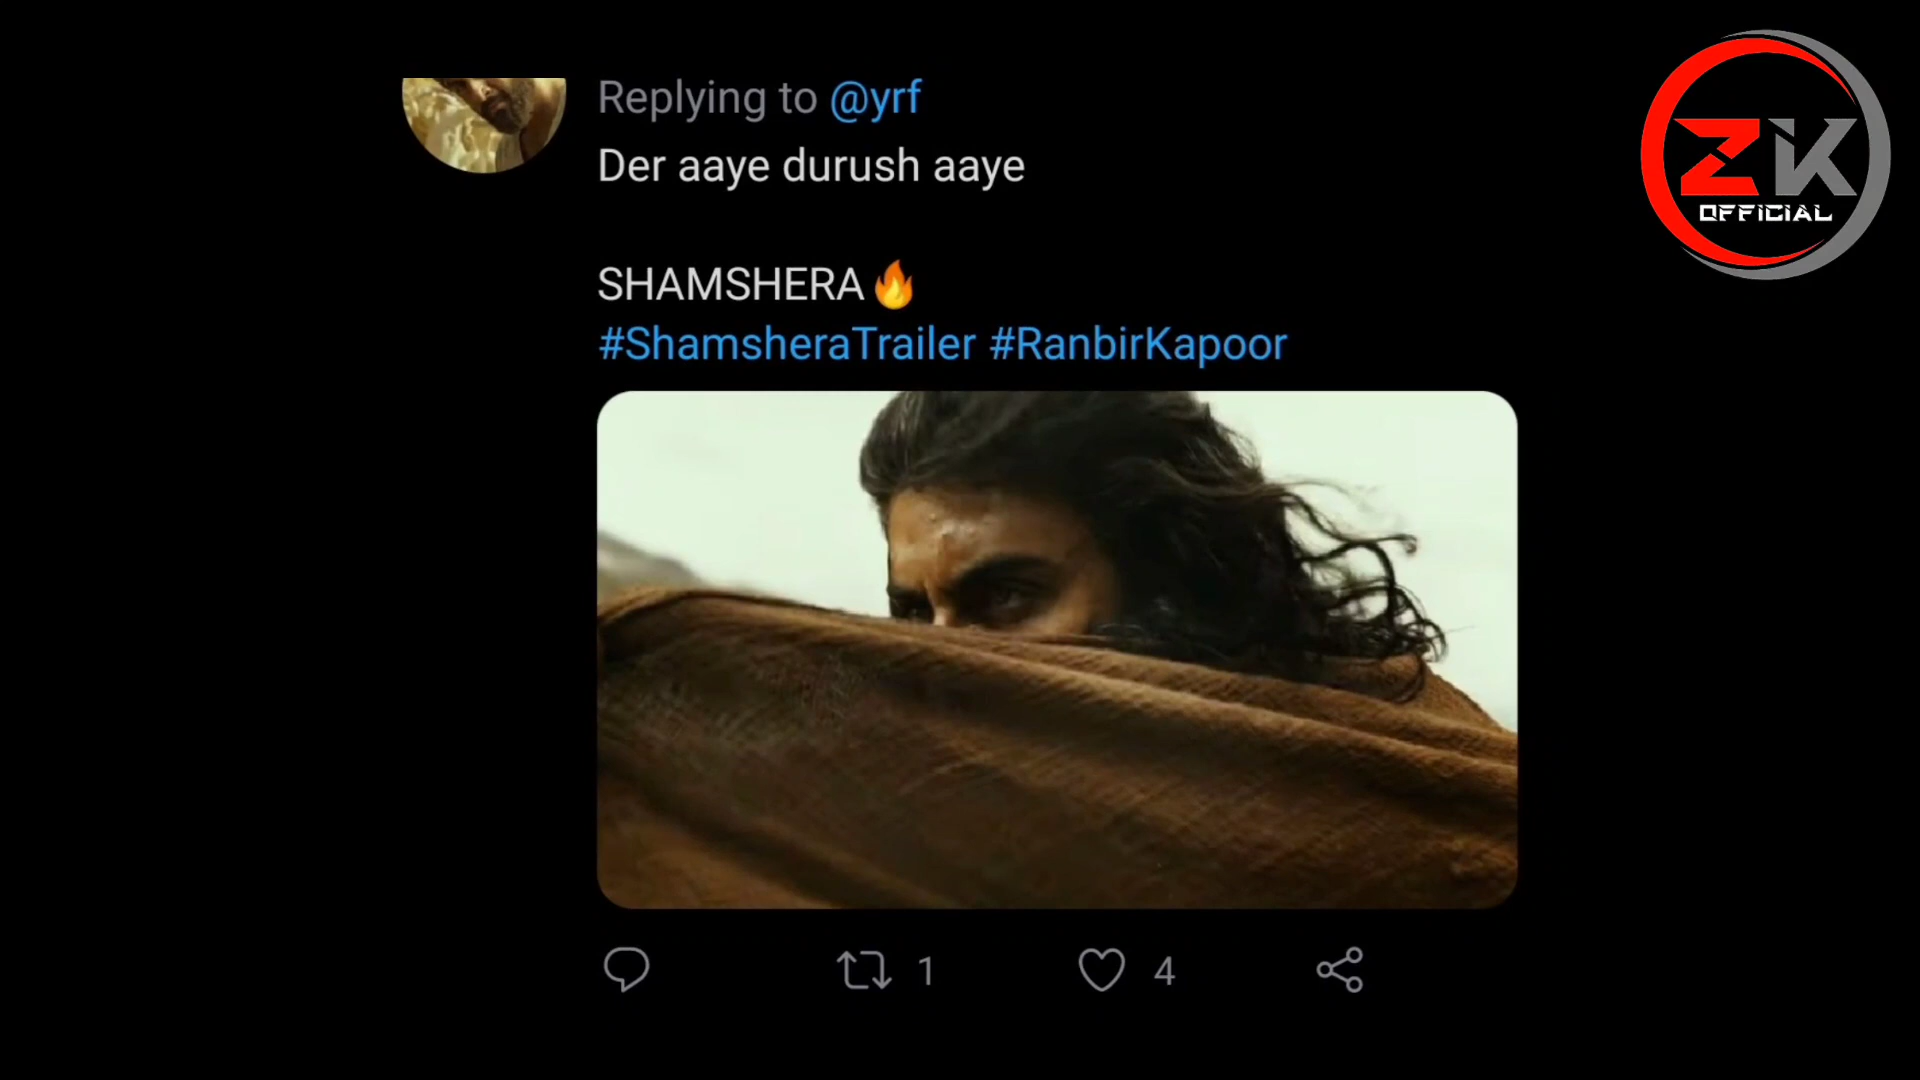 Replying to @yrf
Der aaye durush aaye
SHAMSHERA🔥
#ShamsheraTrailer #RanbirKapoor
1
4
ZK
OFFICIAL